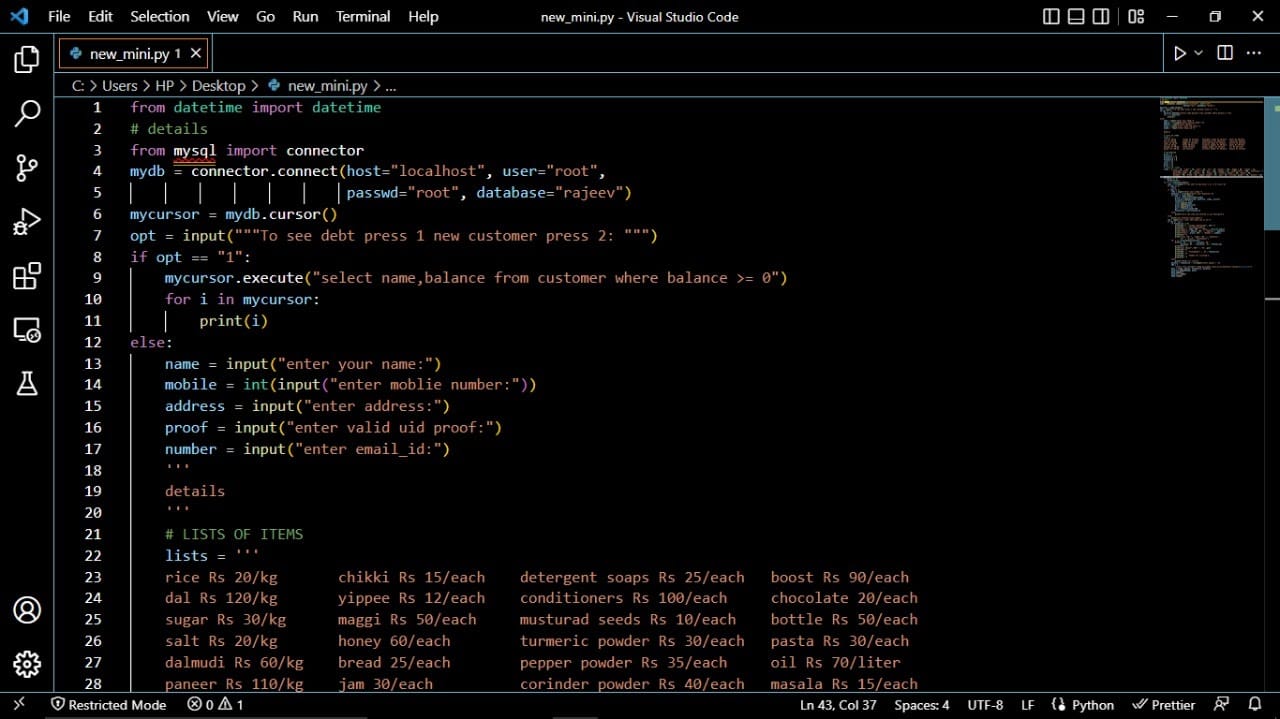 File Edit Selection View Go Run Terminal Help new_mini.py - Visual Studio Code
new_mini.py 1
C: > Users > HP > Desktop > new_mini.py > ...
1 from datetime import datetime
2 # details
3 from mysql import connector
4 mydb = connector.connect(host="localhost", user="root",
5 passwd="root", database="rajeev")
6 mycursor = mydb.cursor()
7 opt = input("""To see debt press 1 new customer press 2: """)
8 if opt == "1":
9 mycursor.execute("select name,balance from customer where balance >= 0")
10 for i in mycursor:
11 print(i)
12 else:
13 name = input("enter your name:")
14 mobile = int(input("enter moblie number:"))
15 address = input("enter address:")
16 proof = input("enter valid uid proof:")
17 number = input("enter email_id:")
18 '''
19 details
20 '''
21 # LISTS OF ITEMS
22 lists = '''
23 rice Rs 20/kg chikki Rs 15/each detergent soaps Rs 25/each boost Rs 90/each
24 dal Rs 120/kg yippee Rs 12/each conditioners Rs 100/each chocolate 20/each
25 sugar Rs 30/kg maggi Rs 50/each musturad seeds Rs 10/each bottle Rs 50/each
26 salt Rs 20/kg honey 60/each turmeric powder Rs 30/each pasta Rs 30/each
27 dalmudi Rs 60/kg bread 25/each pepper powder Rs 35/each oil Rs 70/liter
28 paneer Rs 110/kg jam 30/each corinder powder Rs 40/each masala Rs 15/each
Restricted Mode 0 1 Ln 43, Col 37 Spaces: 4 UTF-8 LF Python Prettier